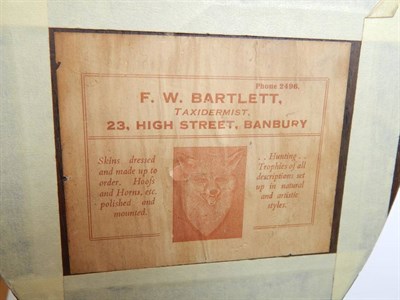 Phone 2496.
F. W. BARTLETT,
TAXIDERMIST,
23, HIGH STREET, BANBURY
Skins dressed
and made up to
order. Hoofs
and Horns, etc.
polished and
mounted.
. . Hunting . .
Trophies of all
descriptions set
up in natural
and artistic
styles.